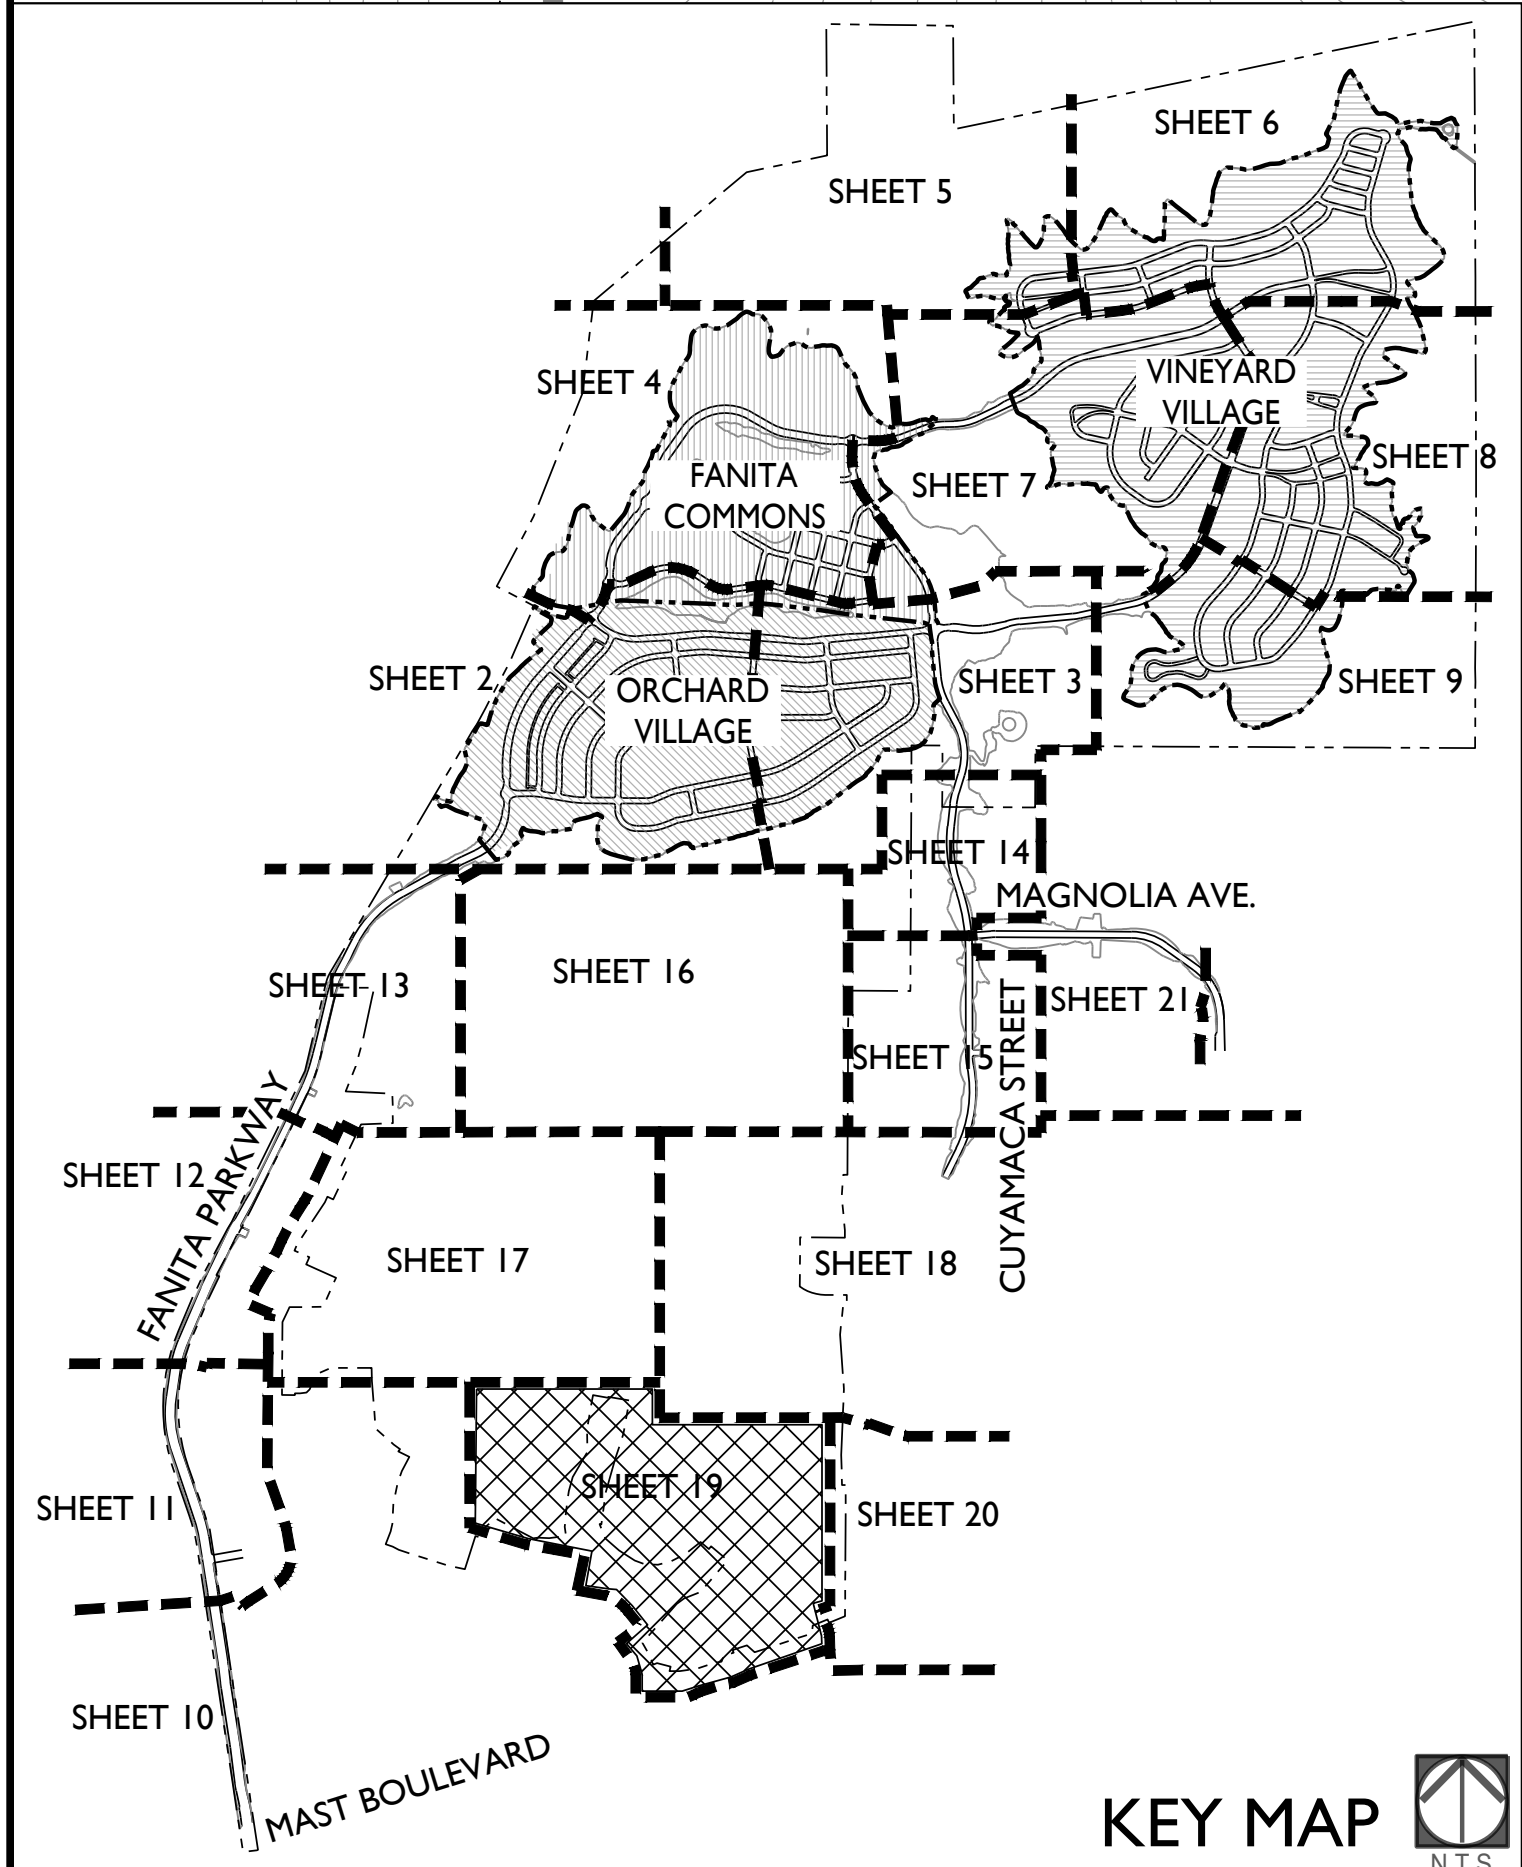 SHEET 6
SHEET 5
SHEET 4
VINEYARD
VILLAGE
SHEET 8
FANITA
COMMONS
SHEET 7
SHEET 2
ORCHARD
VILLAGE
SHEET 3
SHEET 9
SHEET 14
MAGNOLIA AVE.
SHEET 13
SHEET 16
SHEET 21
SHEET 15
CUYAMACA STREET
SHEET 12
FANITA PARKWAY
SHEET 17
SHEET 18
SHEET 19
SHEET 11
SHEET 20
SHEET 10
MAST BOULEVARD
KEY MAP
N.T.S.